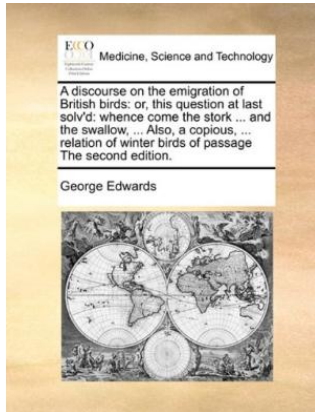 ECCO
Medicine, Science and Technology
A discourse on the emigration of
British birds: or, this question at last
solv'd: whence come the stork ... and
the swallow, ... Also, a copious, ...
relation of winter birds of passage
The second edition.
George Edwards